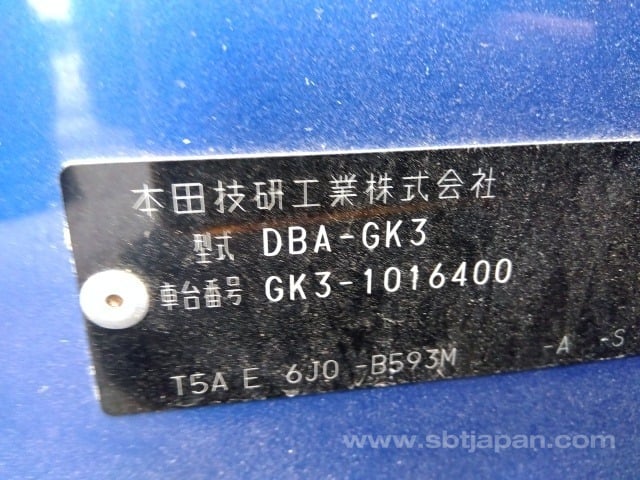 本田技研工業株式会社
型式 DBA-GK3
車台番号 GK3-1016400
T5A E 6J0 -B593M -A -S
www.sbtjapan.com